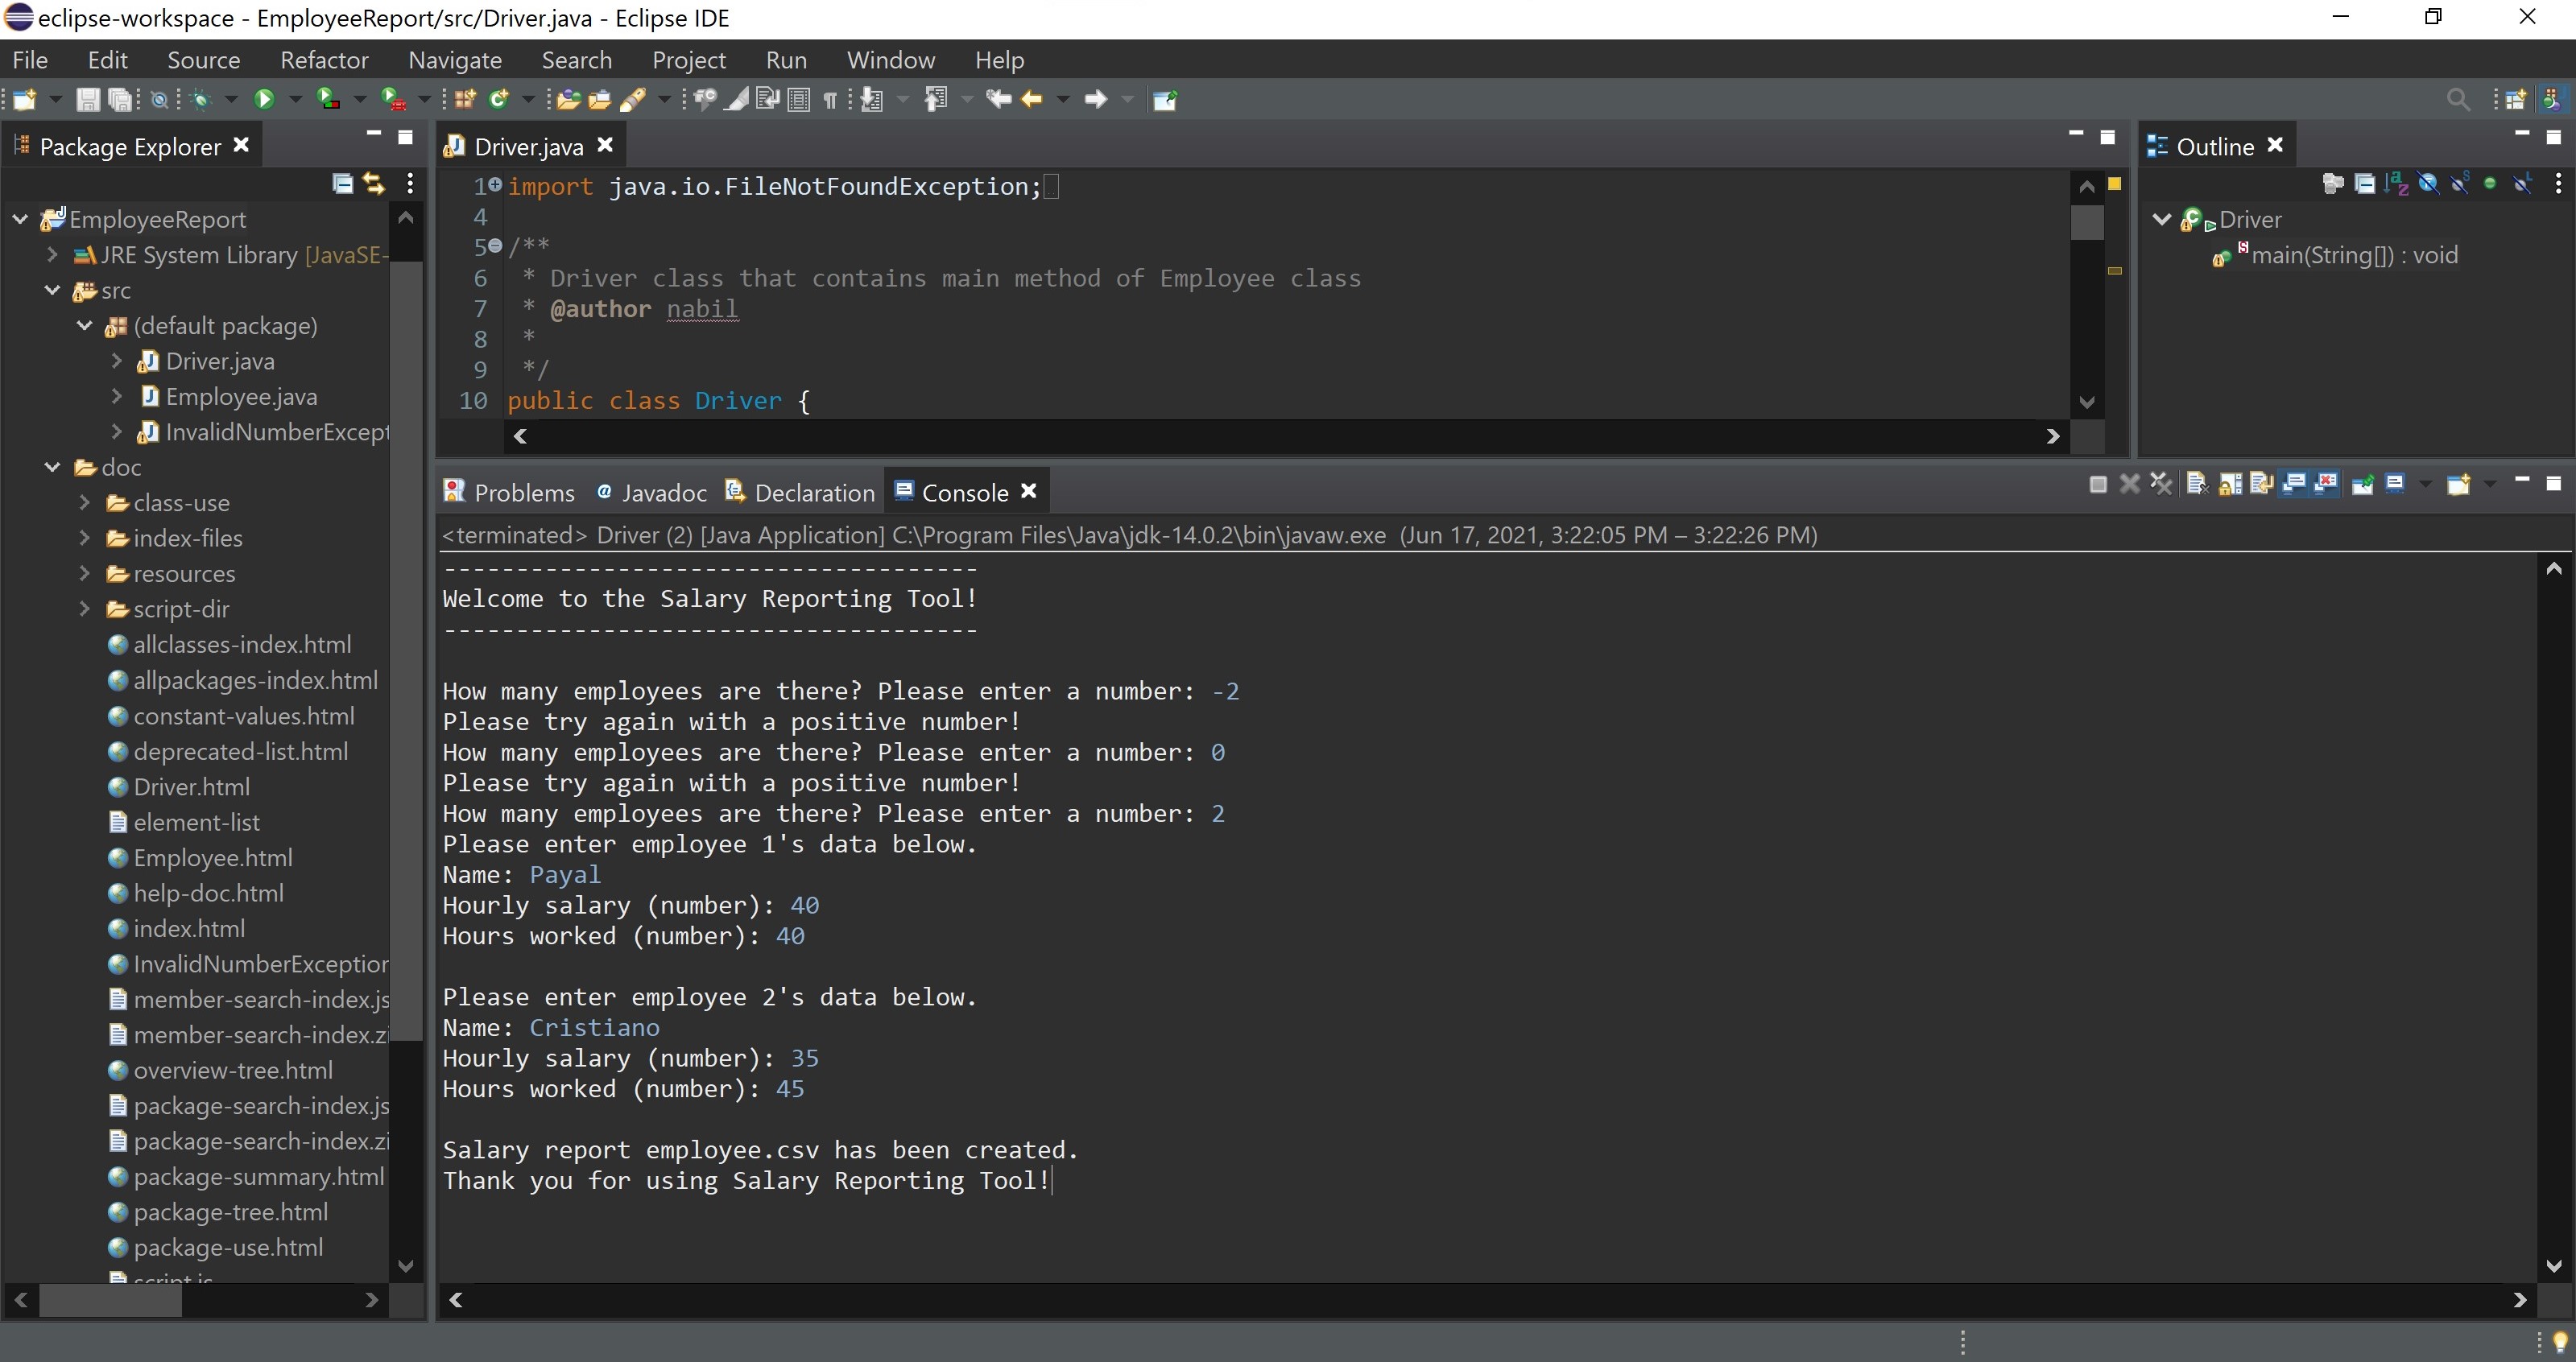 eclipse-workspace - EmployeeReport/src/Driver.java - Eclipse IDE
File Edit Source Refactor Navigate Search Project Run Window Help
Package Explorer
EmployeeReport
JRE System Library [JavaSE-
src
(default package)
Driver.java
Employee.java
InvalidNumberExcept
doc
class-use
index-files
resources
script-dir
allclasses-index.html
allpackages-index.html
constant-values.html
deprecated-list.html
Driver.html
element-list
Employee.html
help-doc.html
index.html
InvalidNumberException
member-search-index.js
member-search-index.zi
overview-tree.html
package-search-index.js
package-search-index.zi
package-summary.html
package-tree.html
package-use.html
script.js
Driver.java
1 import java.io.FileNotFoundException;
4
5 /**
6 * Driver class that contains main method of Employee class
7 * @author nabil
8 *
9 */
10 public class Driver {
Outline
Driver
main(String[]) : void
Problems Javadoc Declaration Console
<terminated> Driver (2) [Java Application] C:\Program Files\Java\jdk-14.0.2\bin\javaw.exe (Jun 17, 2021, 3:22:05 PM – 3:22:26 PM)
-------------------------------------
Welcome to the Salary Reporting Tool!
-------------------------------------
How many employees are there? Please enter a number: -2
Please try again with a positive number!
How many employees are there? Please enter a number: 0
Please try again with a positive number!
How many employees are there? Please enter a number: 2
Please enter employee 1's data below.
Name: Payal
Hourly salary (number): 40
Hours worked (number): 40
Please enter employee 2's data below.
Name: Cristiano
Hourly salary (number): 35
Hours worked (number): 45
Salary report employee.csv has been created.
Thank you for using Salary Reporting Tool!